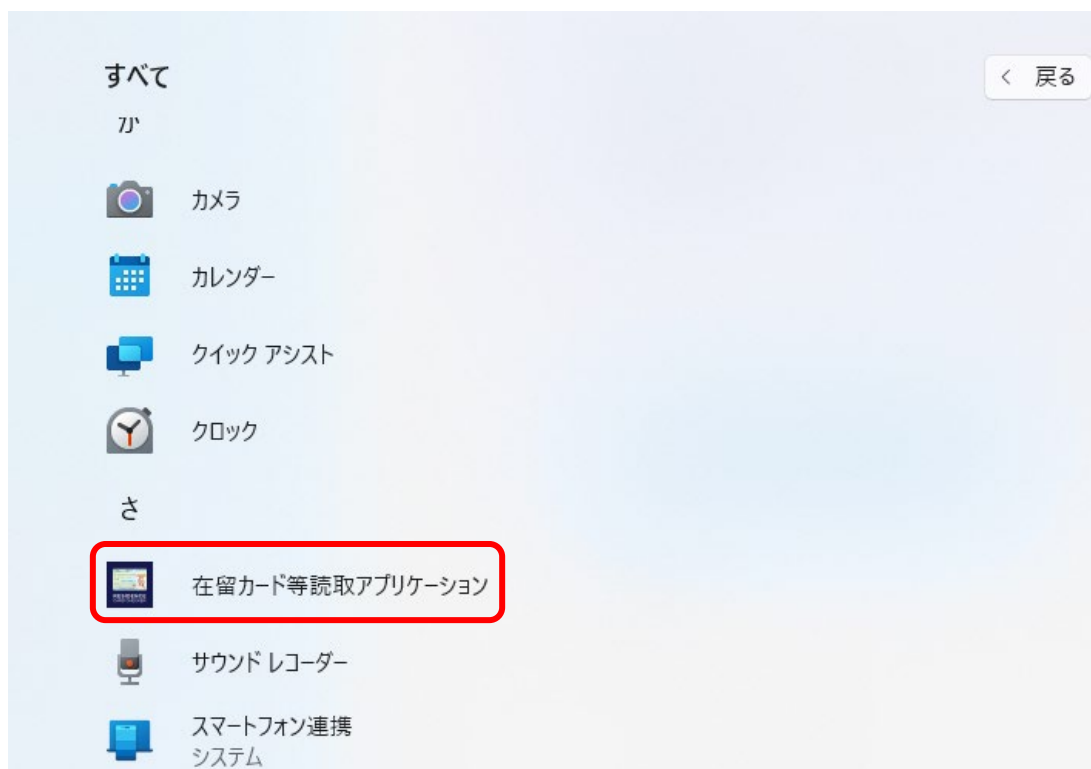 すべて
戻る
か
カメラ
カレンダー
クイック アシスト
クロック
さ
在留カード等読取アプリケーション
サウンド レコーダー
スマートフォン連携
システム